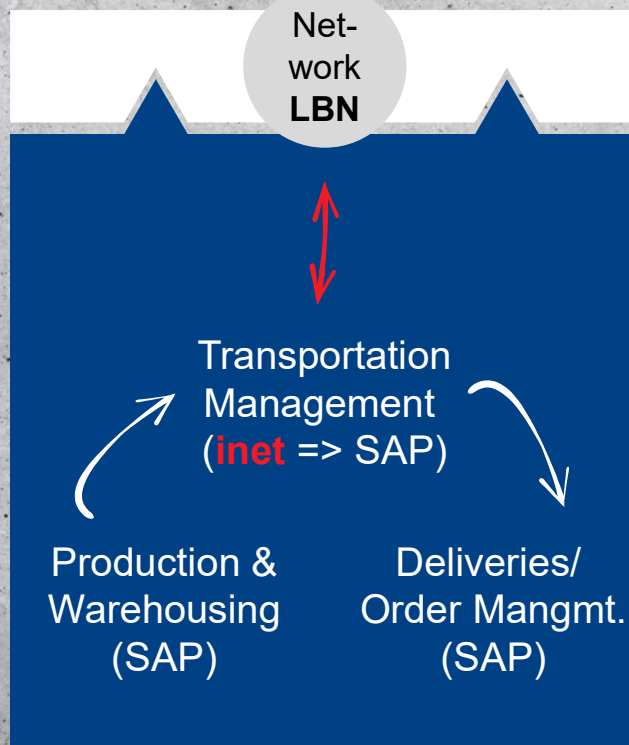 Net-
work
LBN
Transportation
Management
(inet => SAP)
Production &
Warehousing
(SAP)
Deliveries/
Order Mangmt.
(SAP)